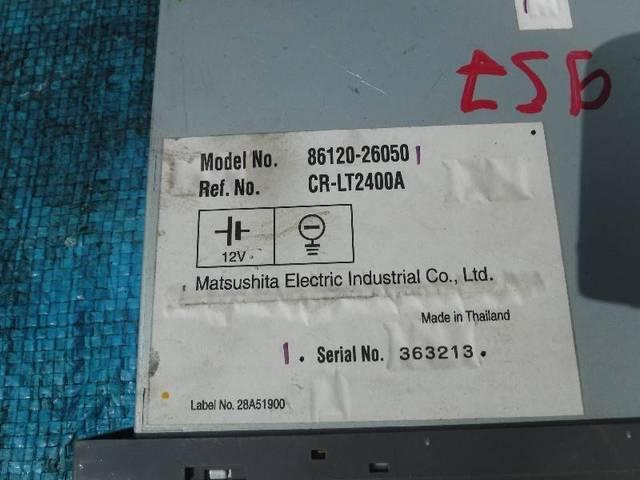 Model No. 86120-26050
Ref. No. CR-LT2400A
12V
Matsushita Electric Industrial Co., Ltd.
Made in Thailand
Serial No. 363213
Label No. 28A51900